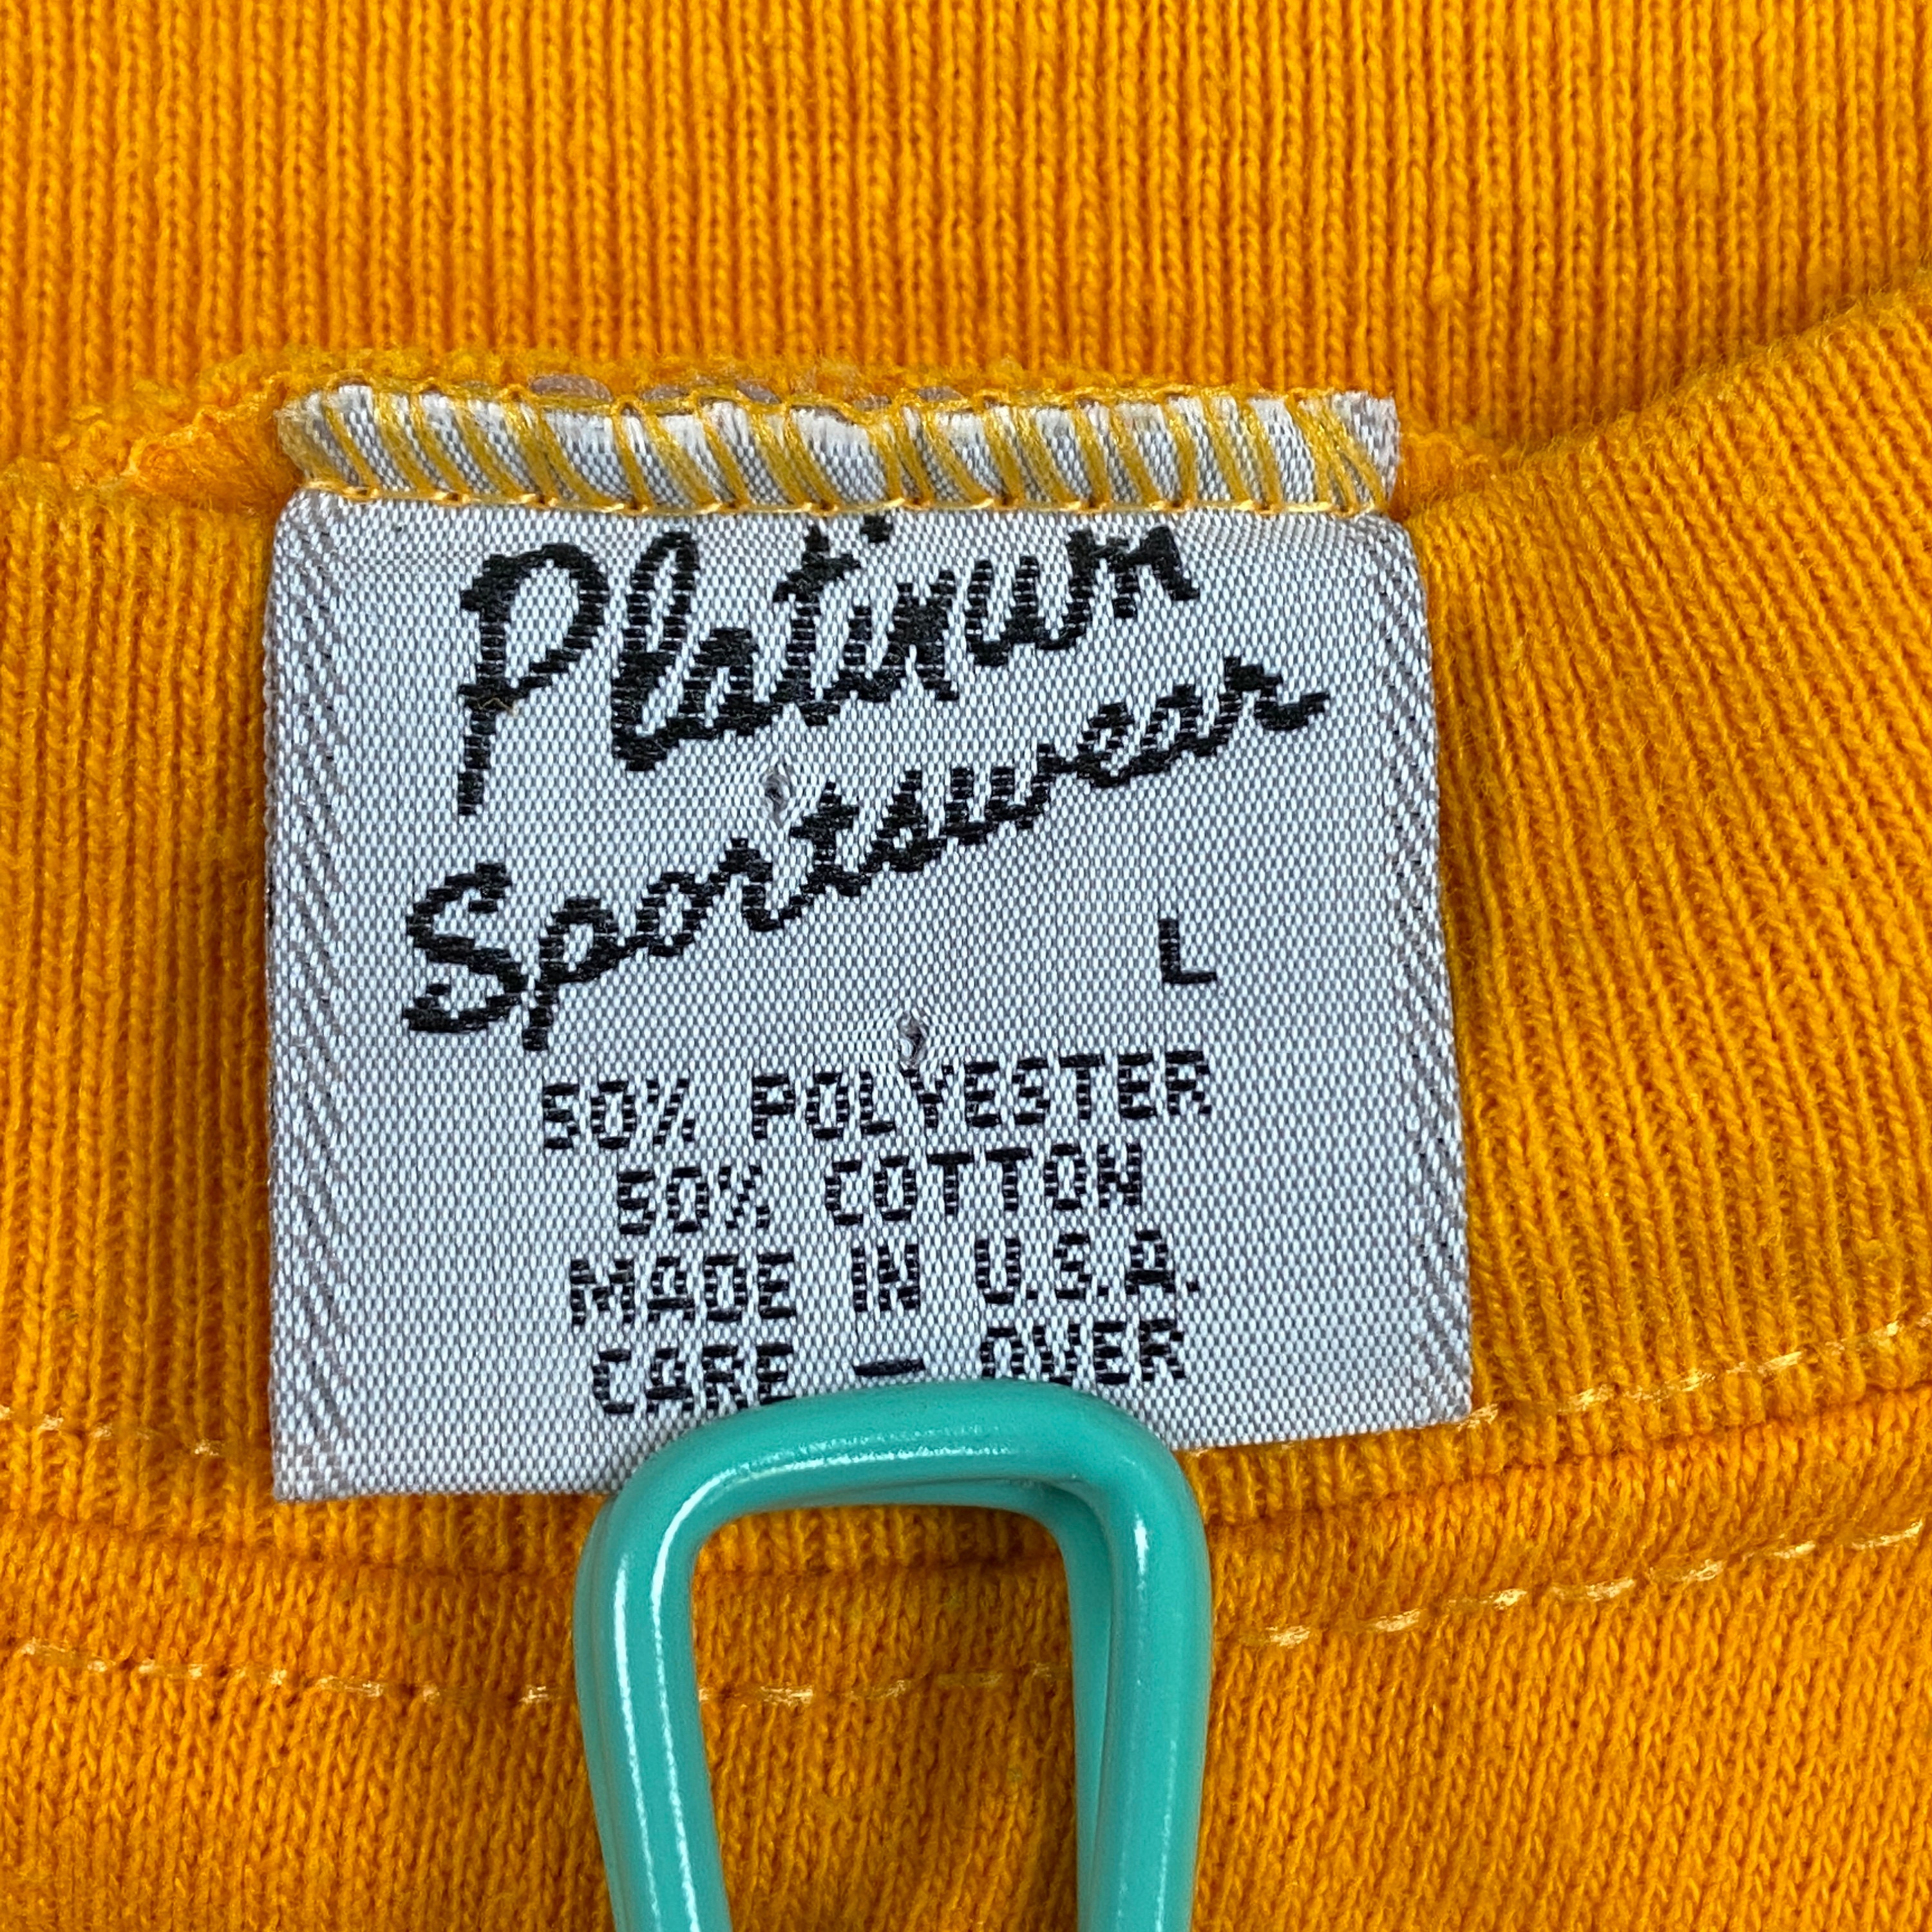 Platinum
Sportswear
L
50% POLYESTER
50% COTTON
MADE IN U.S.A.
CARE - OVER